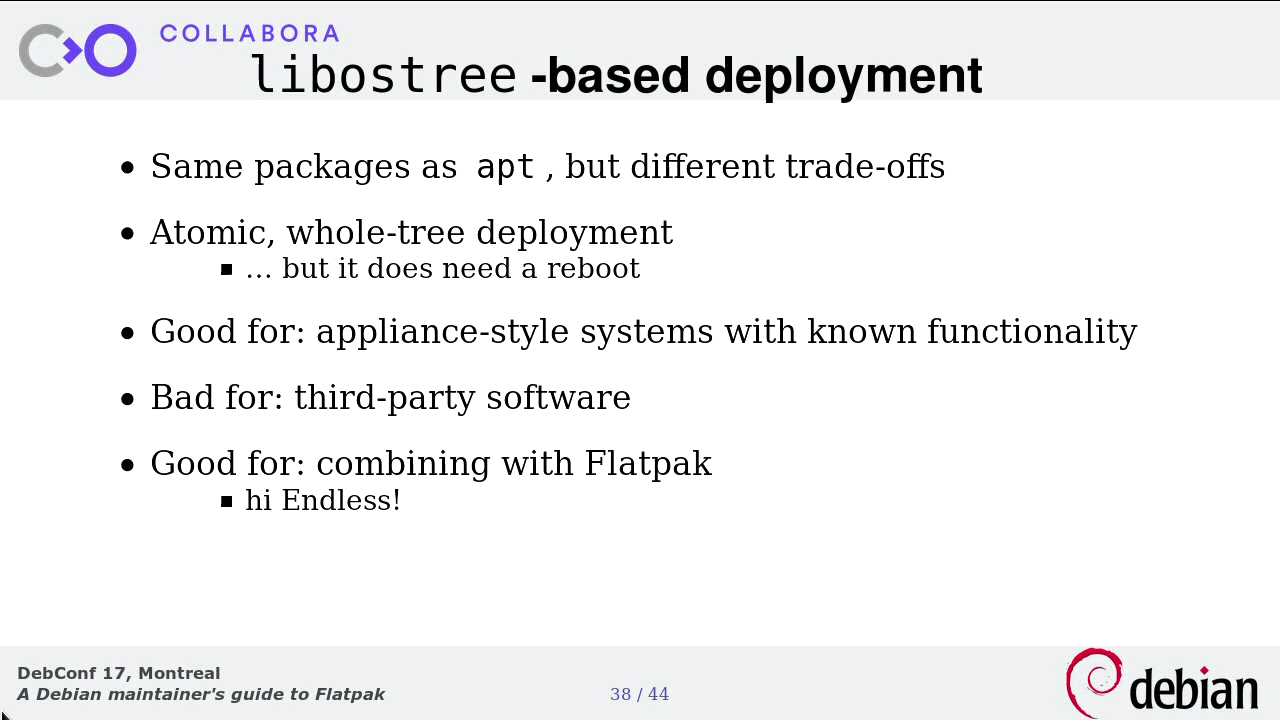 COLLABORA
libostree -based deployment
Same packages as apt , but different trade-offs
Atomic, whole-tree deployment
… but it does need a reboot
Good for: appliance-style systems with known functionality
Bad for: third-party software
Good for: combining with Flatpak
hi Endless!
DebConf 17, Montreal
A Debian maintainer's guide to Flatpak
38 / 44
debian